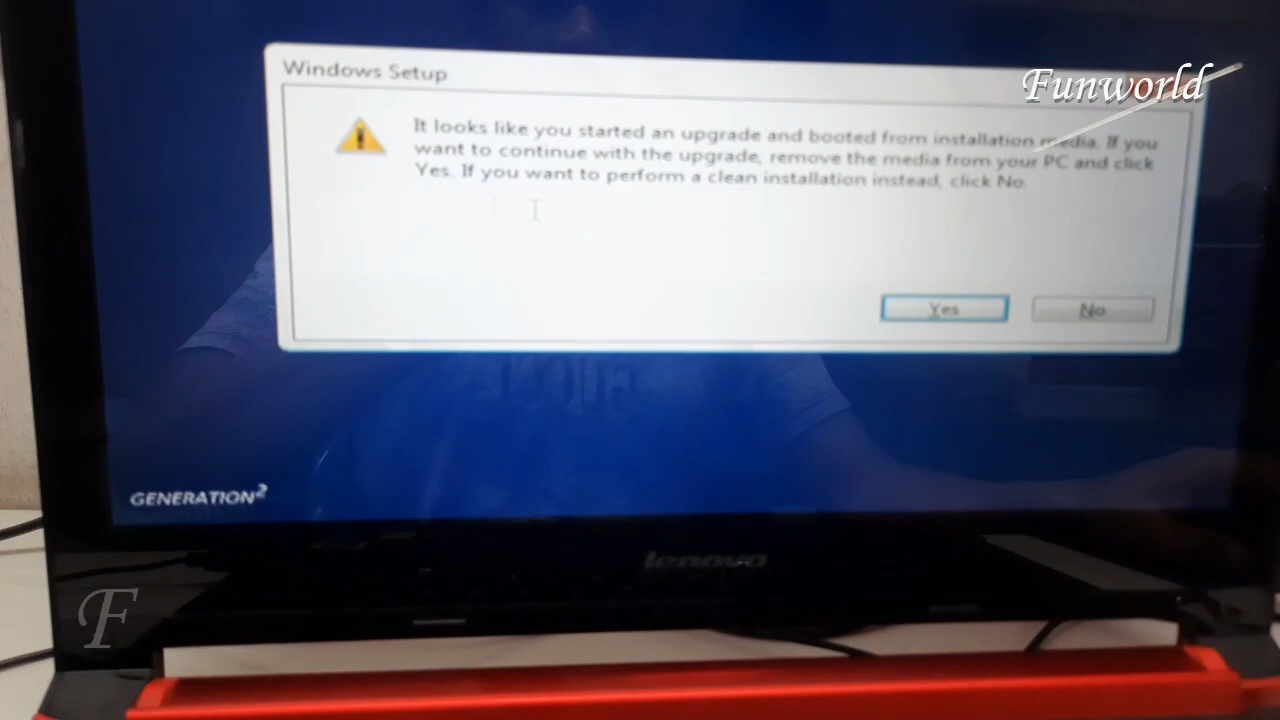 Windows Setup
Funworld
It looks like you started an upgrade and booted from installation media. If you
want to continue with the upgrade, remove the media from your PC and click
Yes. If you want to perform a clean installation instead, click No.
Yes
No
GENERATION2
lenovo
F